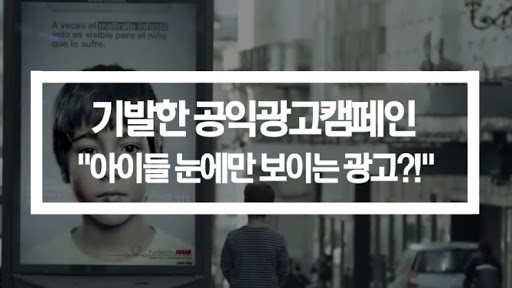 A veces el maltrato infantil
solo es visible para el niño
que lo sufre.
기발한 공익광고캠페인
"아이들 눈에만 보이는 광고?!"
ANAR